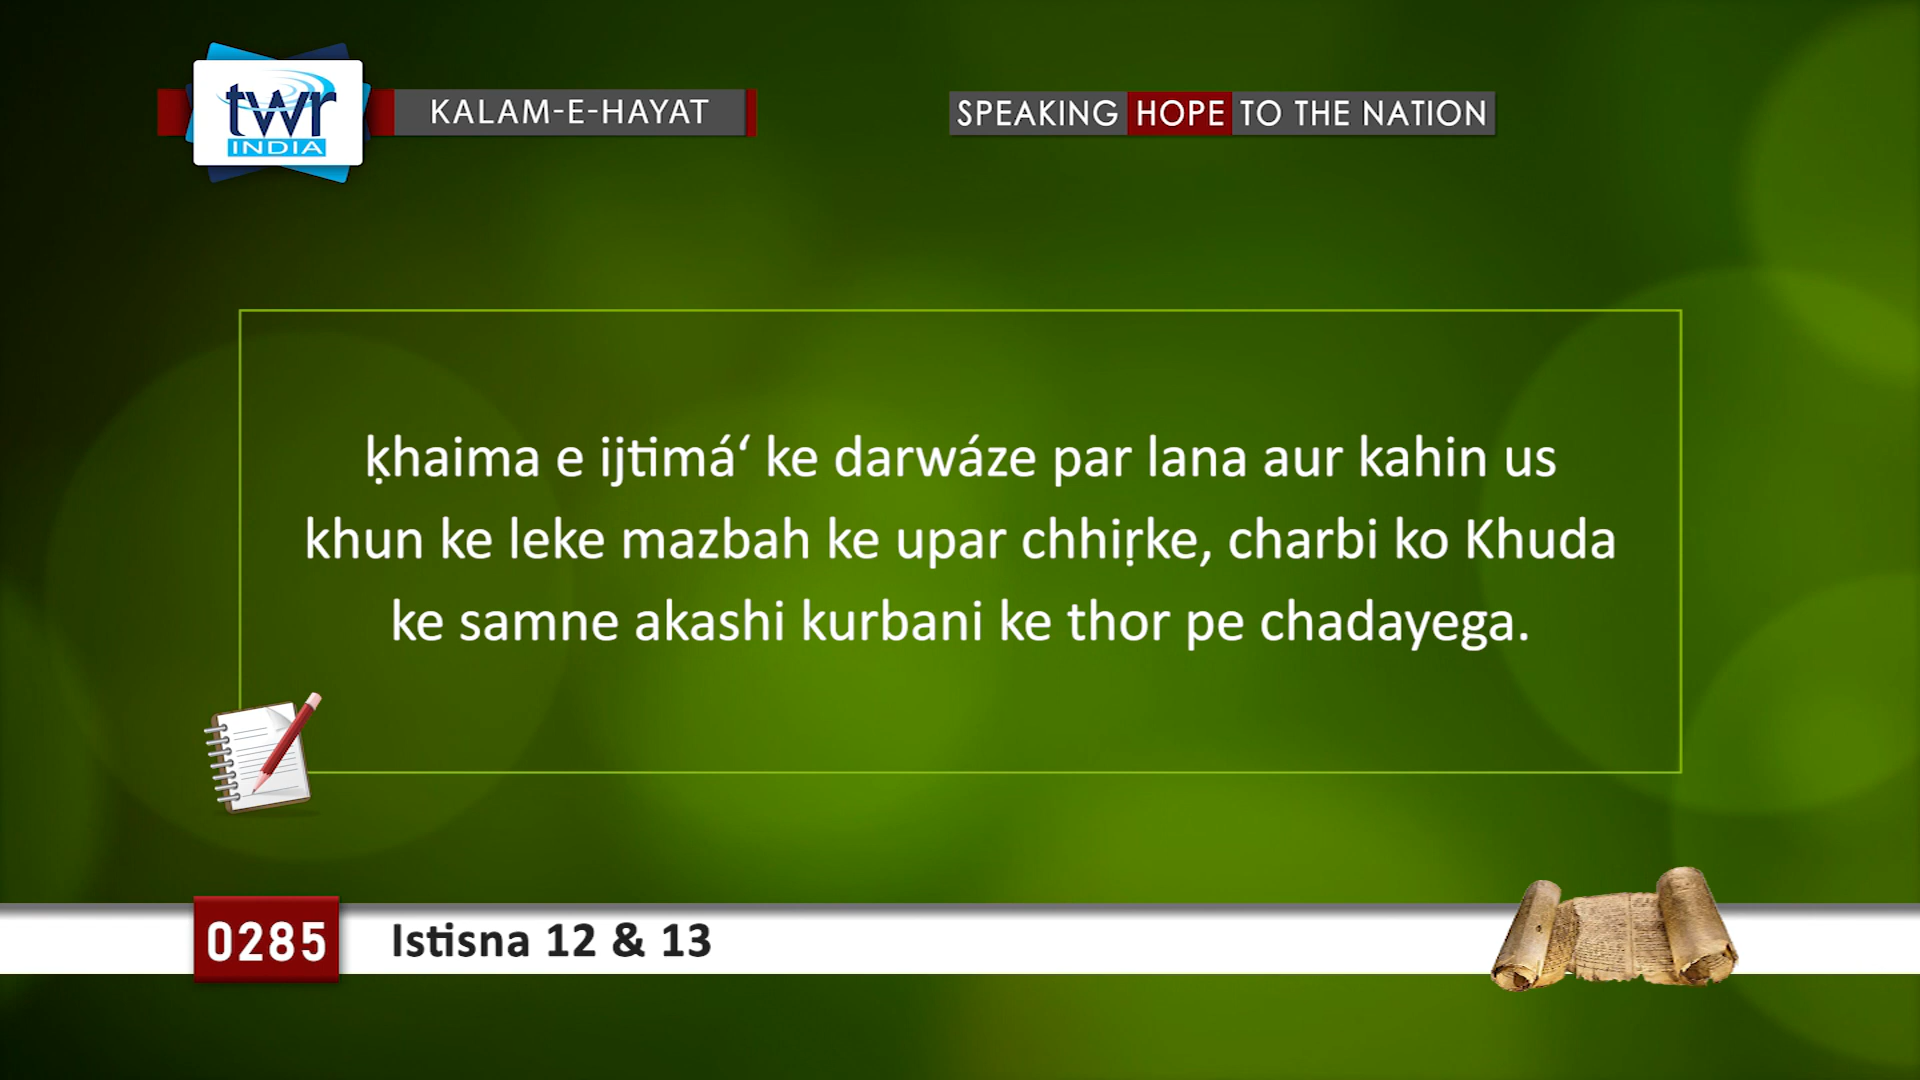 twr
INDIA
KALAM-E-HAYAT
SPEAKING HOPE TO THE NATION
ḳhaima e ijtimá‘ ke darwáze par lana aur kahin us
khun ke leke mazbah ke upar chhiṛke, charbi ko Khuda
ke samne akashi kurbani ke thor pe chadayega.
0285
Istisna 12 & 13